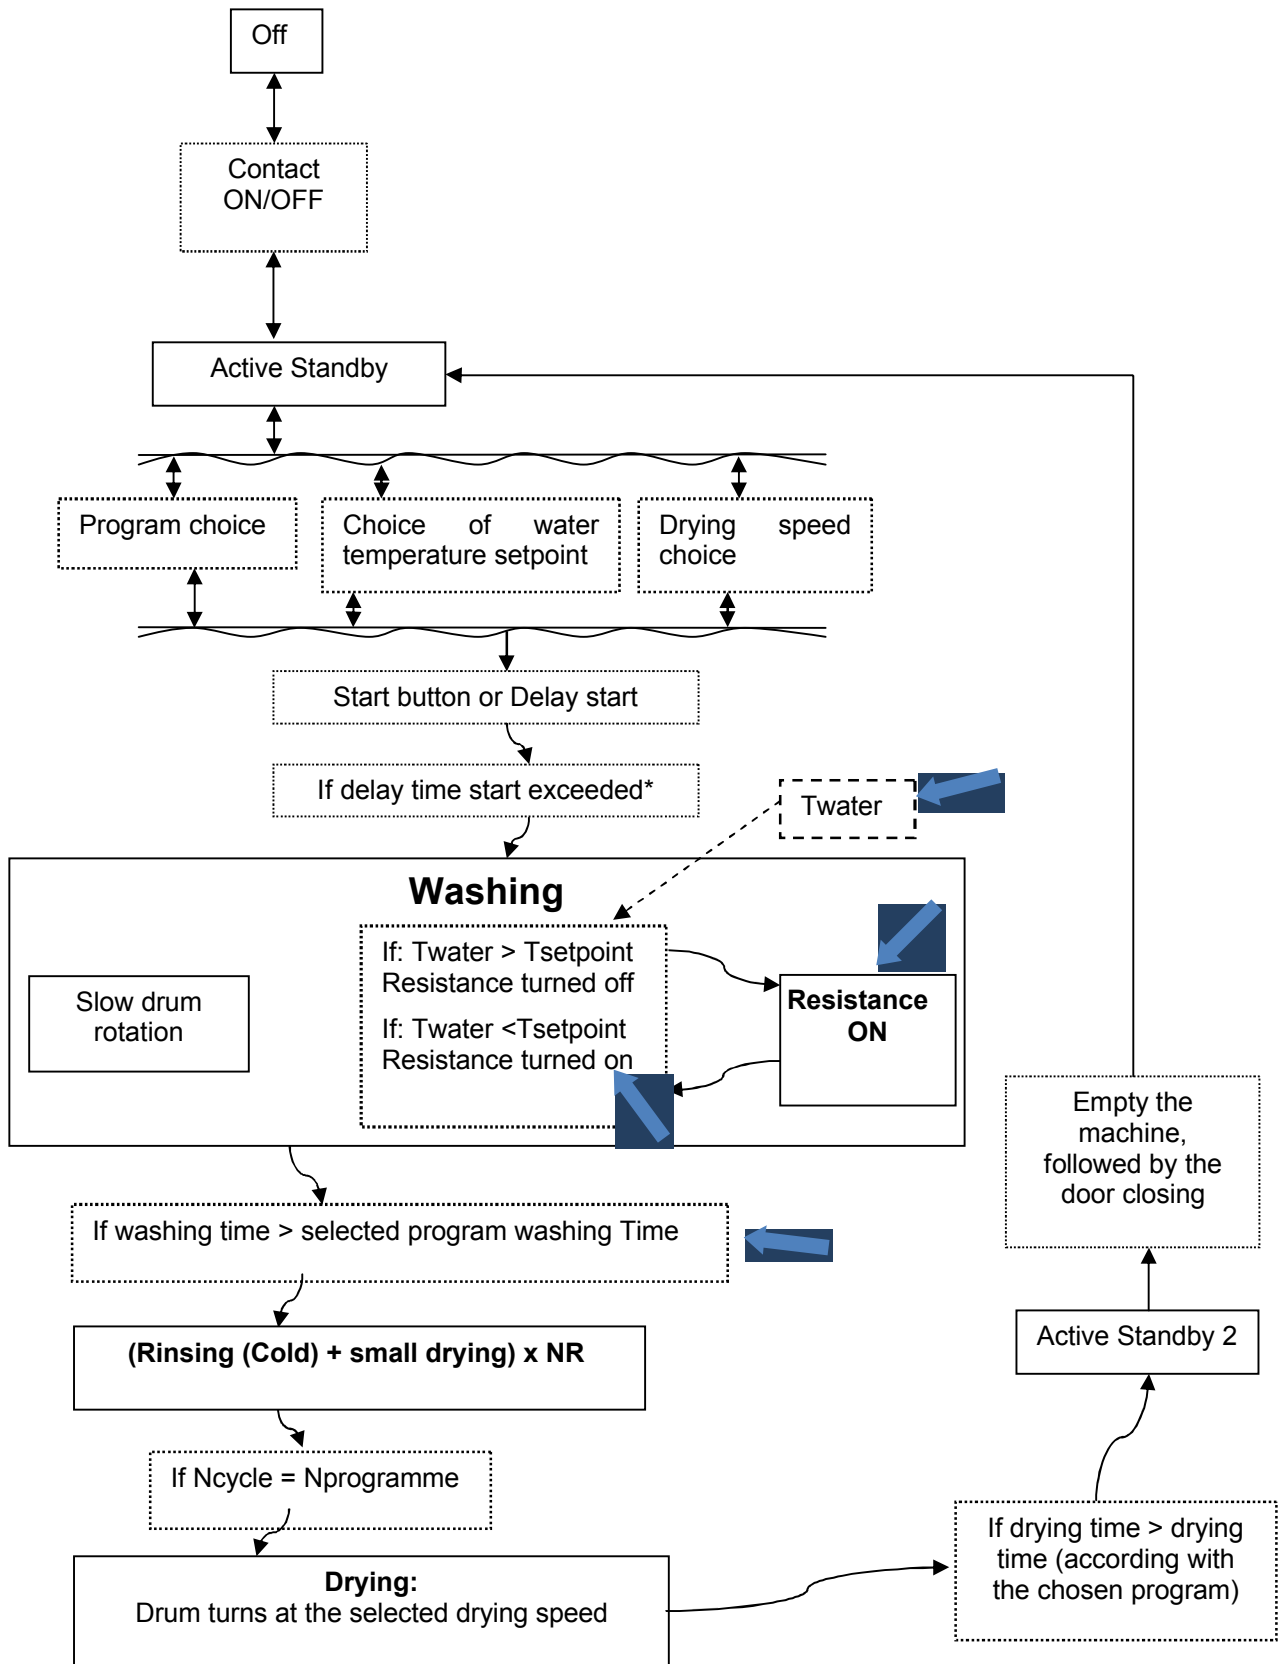 Off
Contact
ON/OFF
Active Standby
Program choice
Choice of water
temperature setpoint
Drying speed
choice
Start button or Delay start
If delay time start exceeded*
Twater
Washing
If: Twater > Tsetpoint
Resistance turned off
If: Twater <Tsetpoint
Resistance turned on
Slow drum
rotation
Resistance
ON
Empty the
machine,
followed by the
door closing
If washing time > selected program washing Time
Active Standby 2
(Rinsing (Cold) + small drying) x NR
If Ncycle = Nprogramme
If drying time > drying
time (according with
the chosen program)
Drying:
Drum turns at the selected drying speed